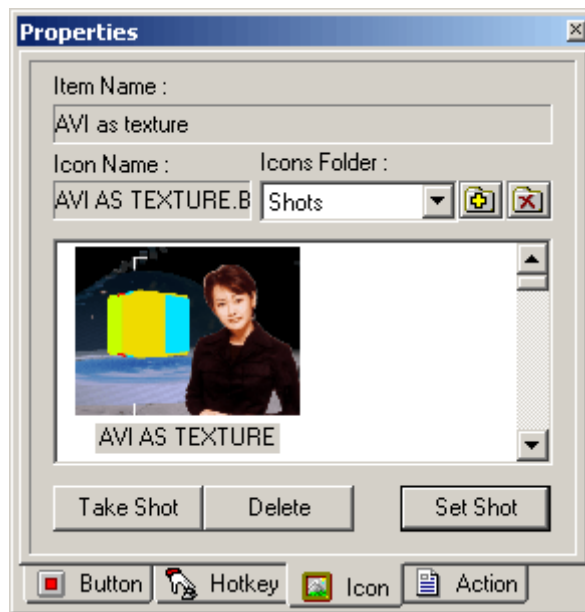 Properties
Item Name :
AVI as texture
Icon Name : Icons Folder :
AVI AS TEXTURE.B Shots
AVI AS TEXTURE
Take Shot Delete Set Shot
Button Hotkey Icon Action